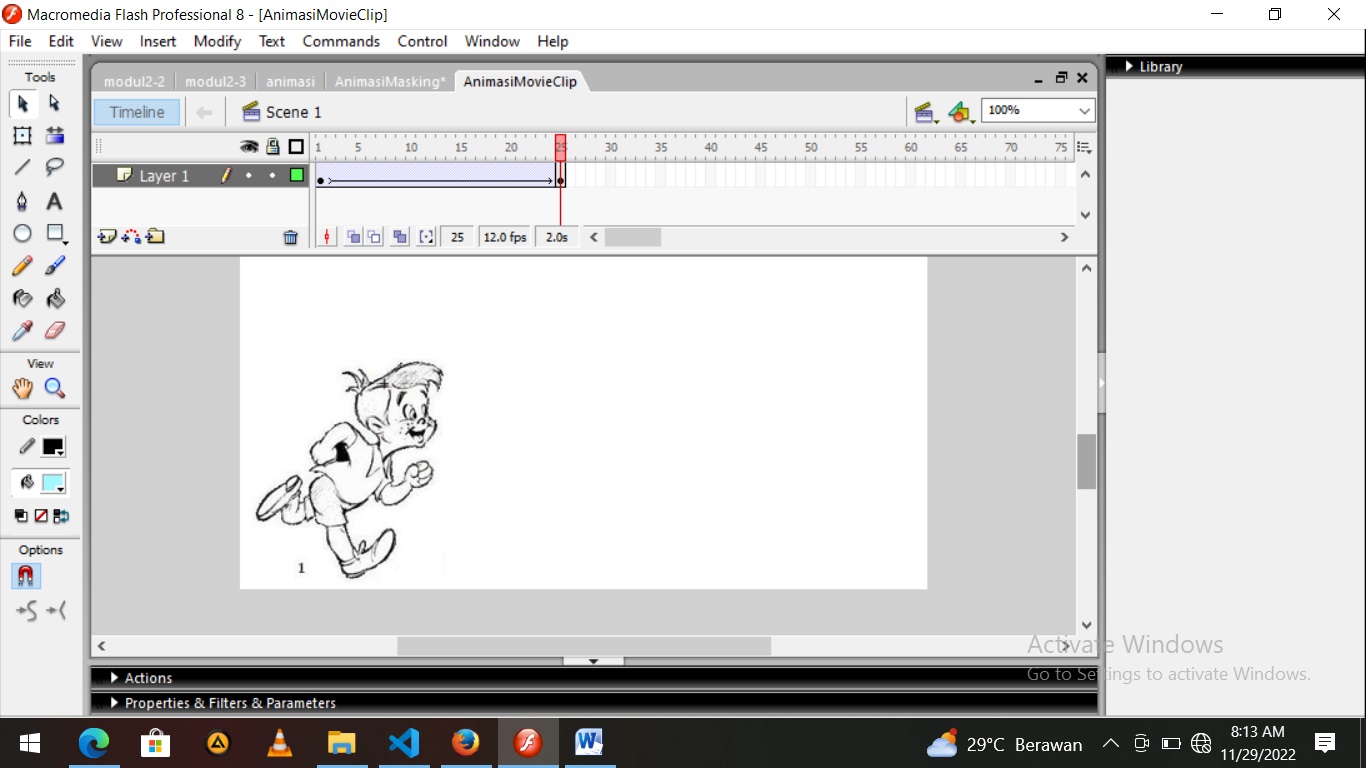 Macromedia Flash Professional 8 - [AnimasiMovieClip]
File Edit View Insert Modify Text Commands Control Window Help
Tools
modul2-2 modul2-3 animasi AnimasiMasking* AnimasiMovieClip
Library
Timeline Scene 1 100%
1 5 10 15 20 25 30 35 40 45 50 55 60 65 70 75
Layer 1
25 12.0 fps 2.0s
View
Colors
Options
1
Activate Windows
Go to Settings to activate Windows.
Actions
Properties & Filters & Parameters
29°C Berawan
8:13 AM
11/29/2022